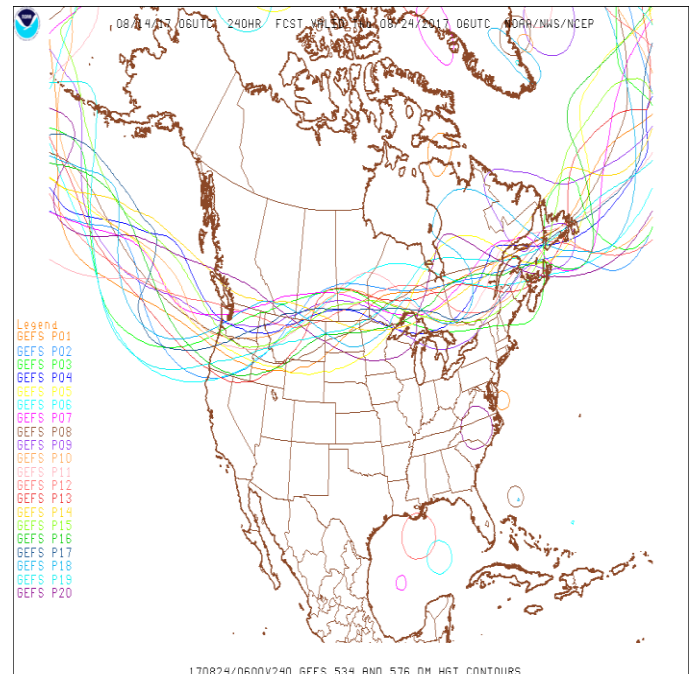 08/14/17 06UTC 240HR FCST VALID THU 08/24/2017 06UTC NOAA/NWS/NCEP
Legend
GEFS P01
GEFS P02
GEFS P03
GEFS P04
GEFS P05
GEFS P06
GEFS P07
GEFS P08
GEFS P09
GEFS P10
GEFS P11
GEFS P12
GEFS P13
GEFS P14
GEFS P15
GEFS P16
GEFS P17
GEFS P18
GEFS P19
GEFS P20
170824/0600V240 GEFS 534 AND 576 DM HGT CONTOURS